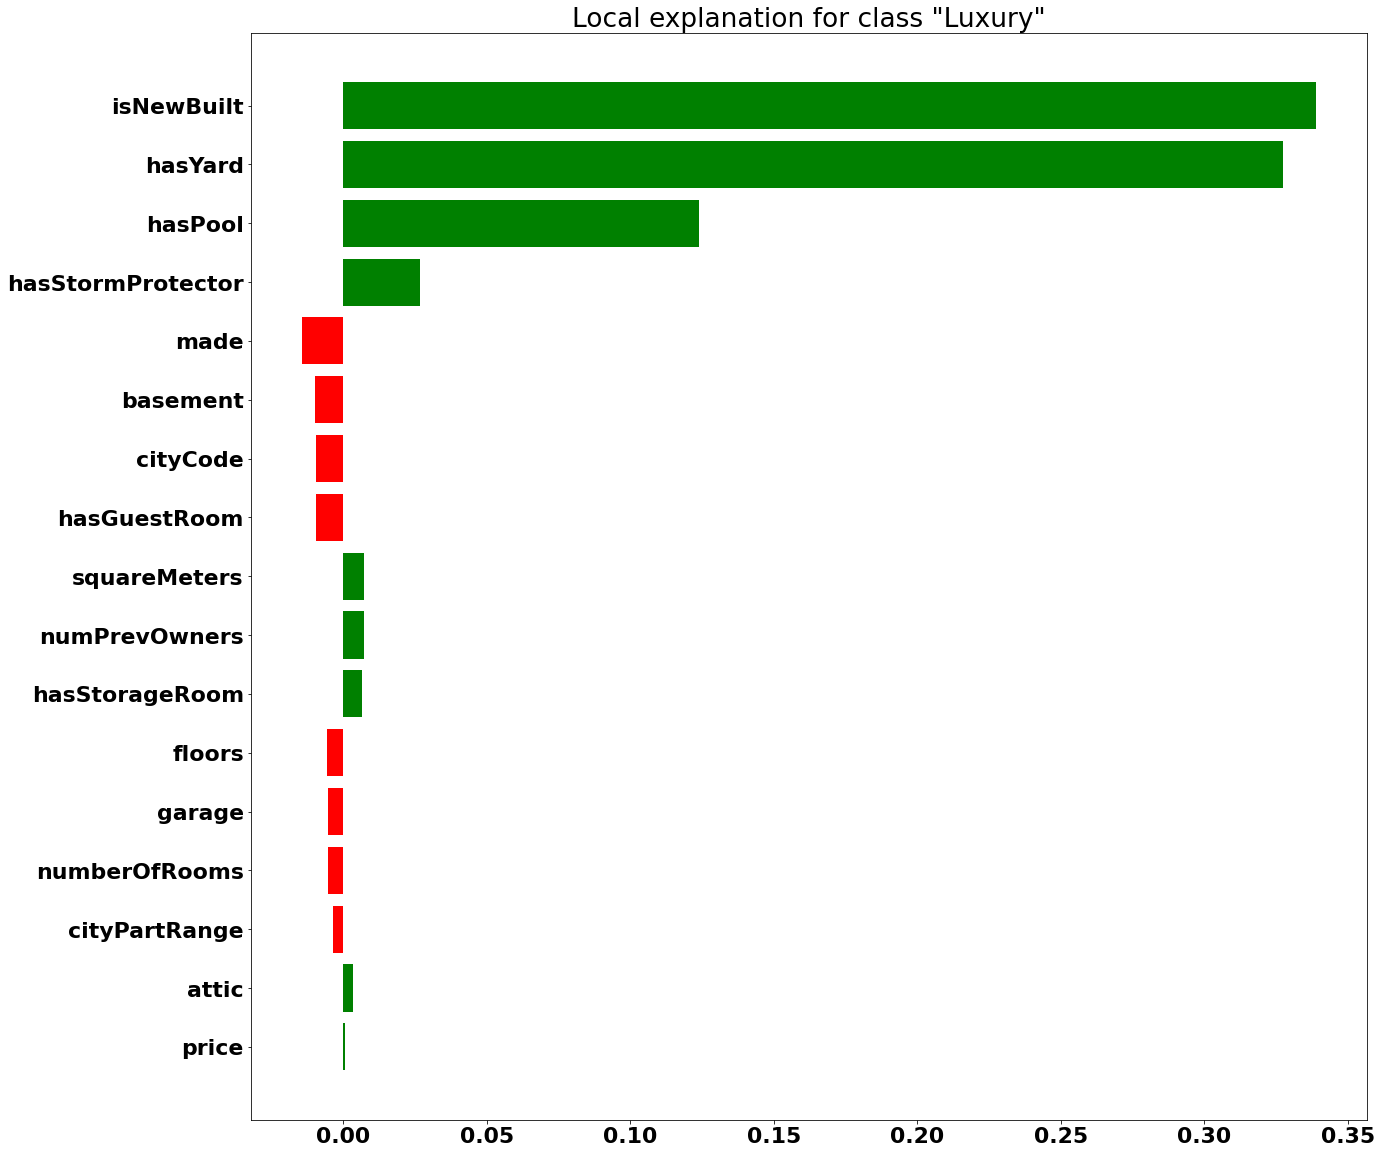 Local explanation for class "Luxury"
isNewBuilt
hasYard
hasPool
hasStormProtector
made
basement
cityCode
hasGuestRoom
squareMeters
numPrevOwners
hasStorageRoom
floors
garage
numberOfRooms
cityPartRange
attic
price
0.00 0.05 0.10 0.15 0.20 0.25 0.30 0.35